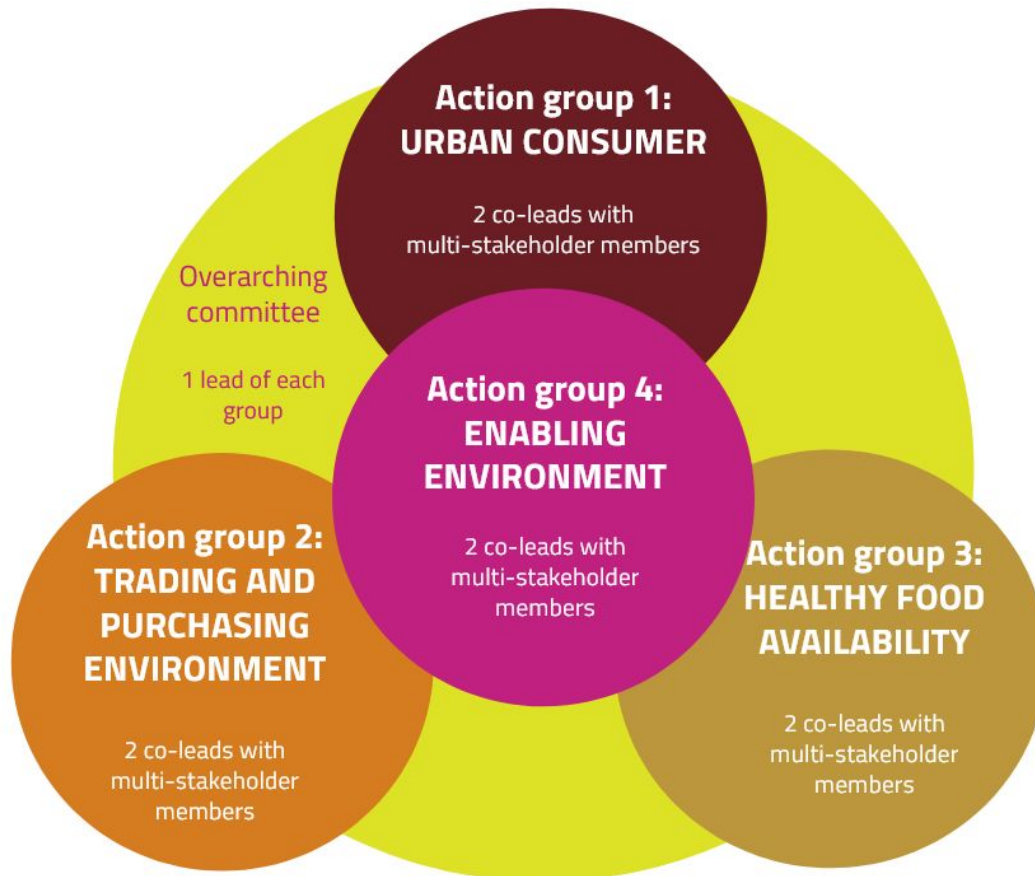 Action group 1:
URBAN CONSUMER
2 co-leads with
multi-stakeholder members
Overarching
committee
1 lead of each
group
Action group 4:
ENABLING
ENVIRONMENT
2 co-leads with
multi-stakeholder
members
Action group 2:
TRADING AND
PURCHASING
ENVIRONMENT
2 co-leads with
multi-stakeholder
members
Action group 3:
HEALTHY FOOD
AVAILABILITY
2 co-leads with
multi-stakeholder
members